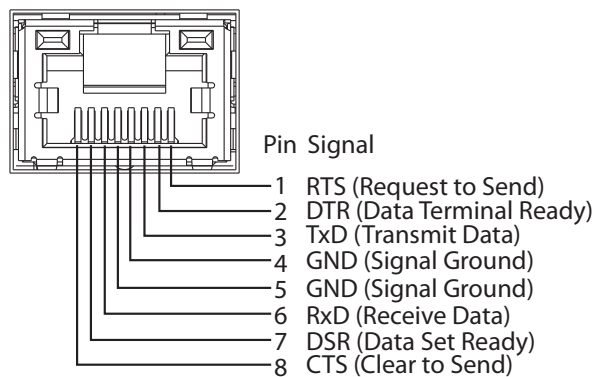 Pin Signal
1 RTS (Request to Send)
2 DTR (Data Terminal Ready)
3 TxD (Transmit Data)
4 GND (Signal Ground)
5 GND (Signal Ground)
6 RxD (Receive Data)
7 DSR (Data Set Ready)
8 CTS (Clear to Send)